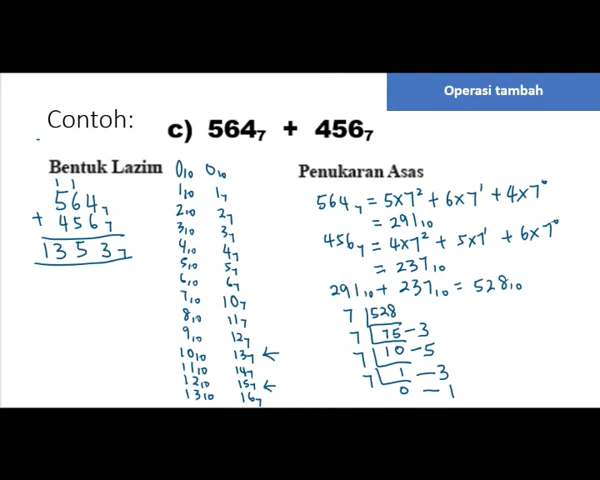 Operasi tambah
Contoh:
c) 564₇ + 456₇
Bentuk Lazim
1 1
564₇
+ 456₇
1353₇
0₁₀ 0₁₀
1₁₀ 1₇
2₁₀ 2₇
3₁₀ 3₇
4₁₀ 4₇
5₁₀ 5₇
6₁₀ 6₇
7₁₀ 10₇
8₁₀ 11₇
9₁₀ 12₇
10₁₀ 13₇ ←
11₁₀ 14₇
12₁₀ 15₇ ←
13₁₀ 16₇
Penukaran Asas
564₇ = 5×7² + 6×7¹ + 4×7⁰
= 291₁₀
456₇ = 4×7² + 5×7¹ + 6×7⁰
= 237₁₀
291₁₀ + 237₁₀ = 528₁₀
7 528
7 75 – 3
7 10 – 5
7 1 – 3
0 – 1